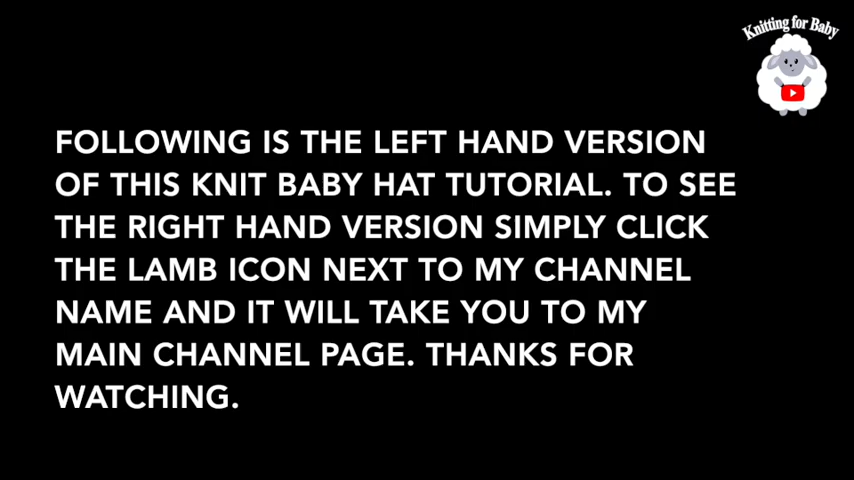 Knitting for Baby
FOLLOWING IS THE LEFT HAND VERSION
OF THIS KNIT BABY HAT TUTORIAL. TO SEE
THE RIGHT HAND VERSION SIMPLY CLICK
THE LAMB ICON NEXT TO MY CHANNEL
NAME AND IT WILL TAKE YOU TO MY
MAIN CHANNEL PAGE. THANKS FOR
WATCHING.